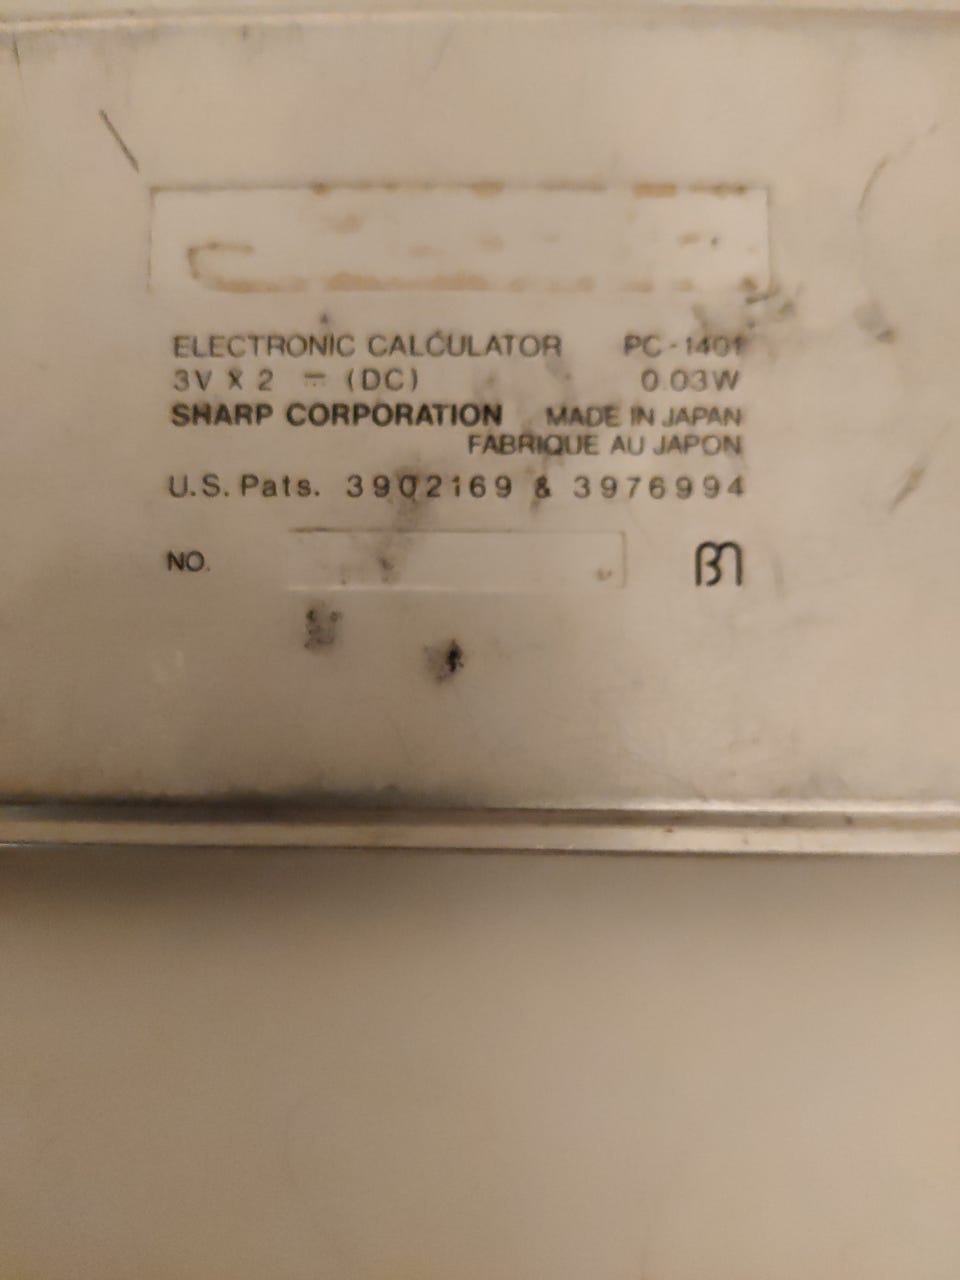 ELECTRONIC CALCULATOR PC-1401
3V X 2 ⎓ (DC) 0.03W
SHARP CORPORATION MADE IN JAPAN
FABRIQUE AU JAPON
U.S. Pats. 3902169 & 3976994
NO.